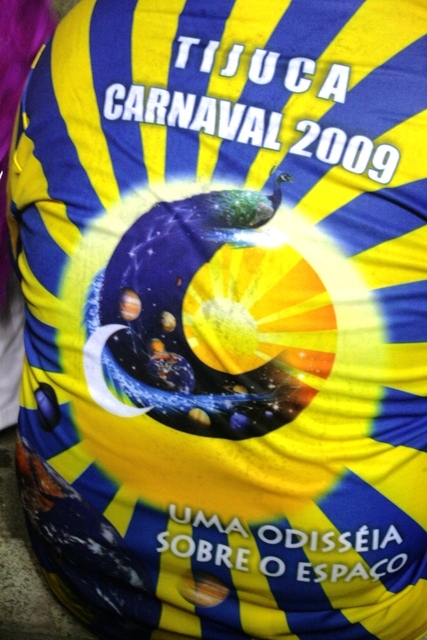 TIJUCA
CARNAVAL 2009
UMA ODISSÉIA
SOBRE O ESPAÇO